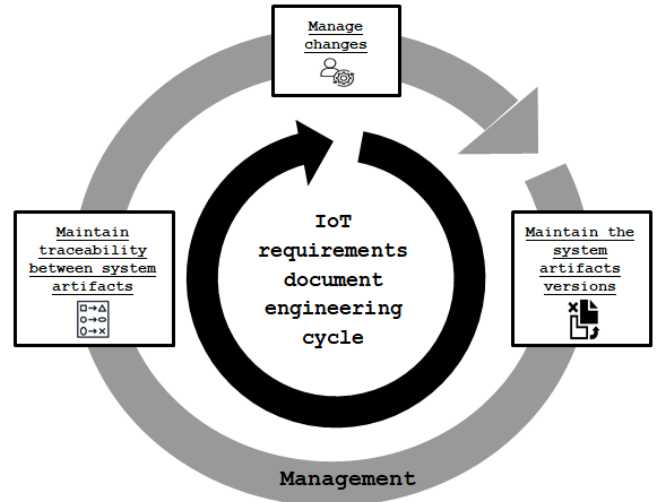 Manage
changes
Maintain
traceability
between system
artifacts
IoT
requirements
document
engineering
cycle
Maintain the
system
artifacts
versions
Management